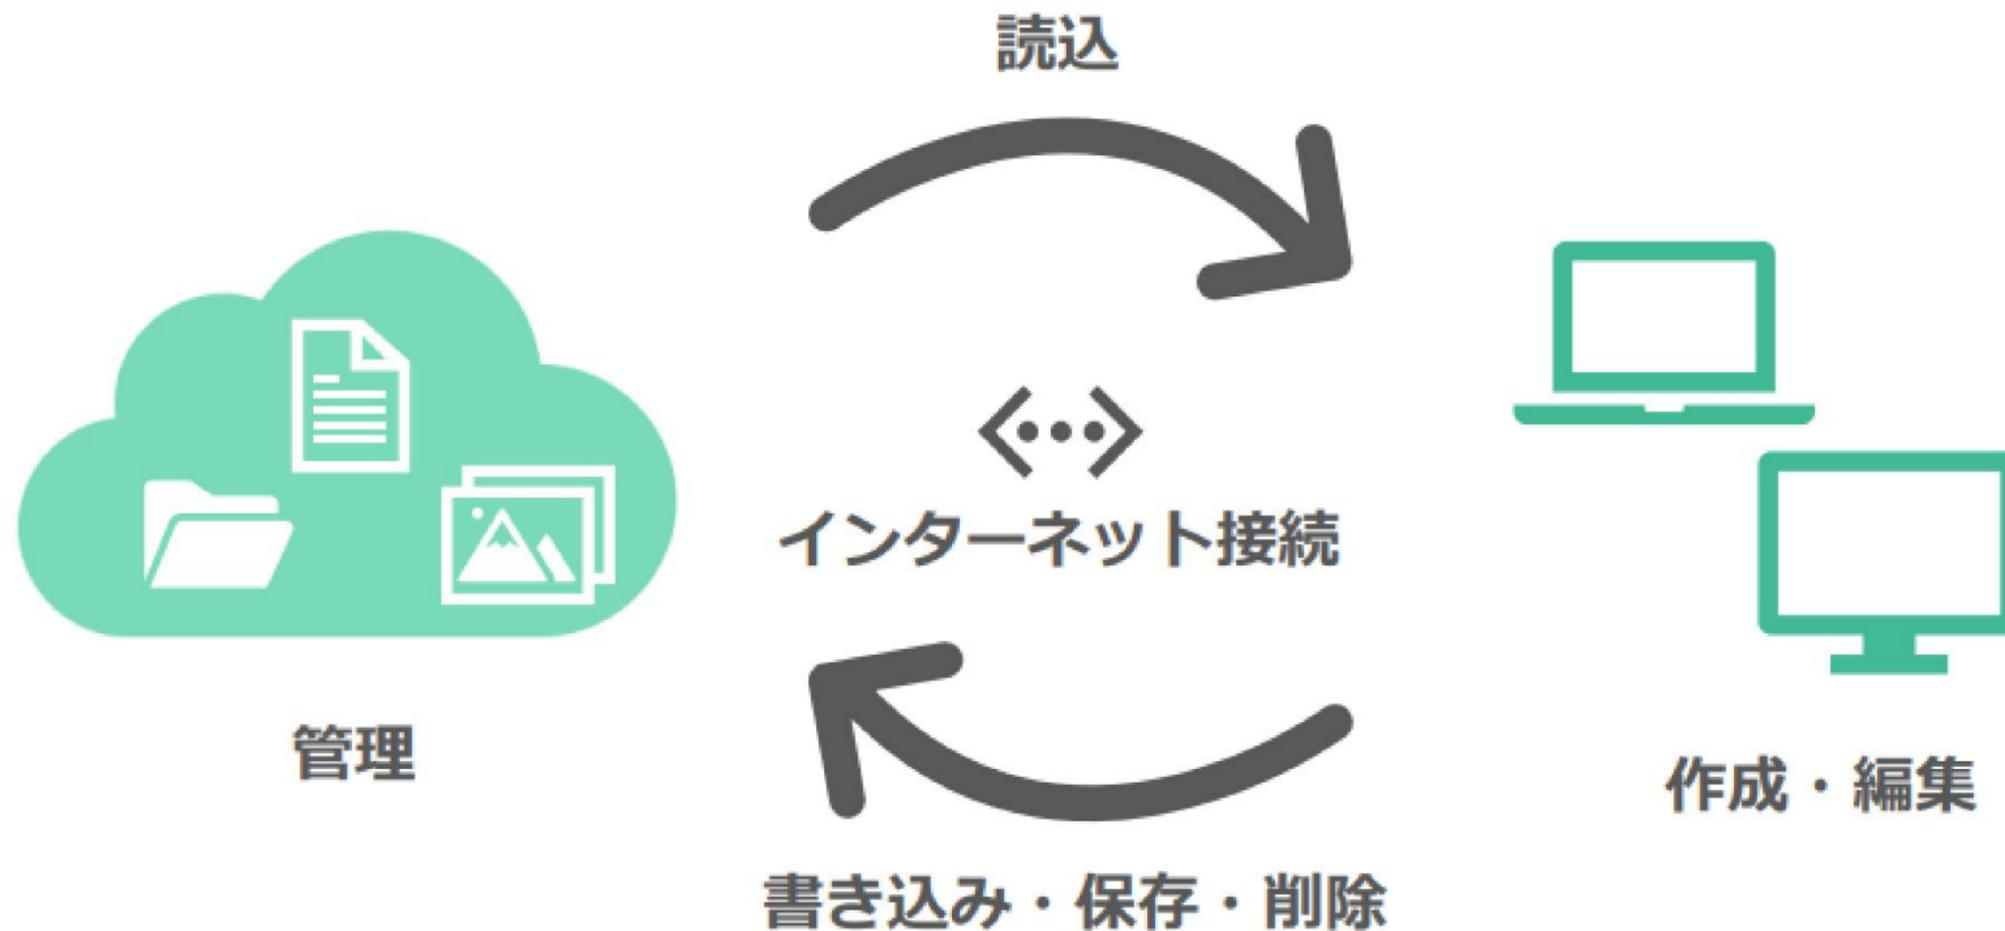 読込
インターネット接続
管理
作成・編集
書き込み・保存・削除